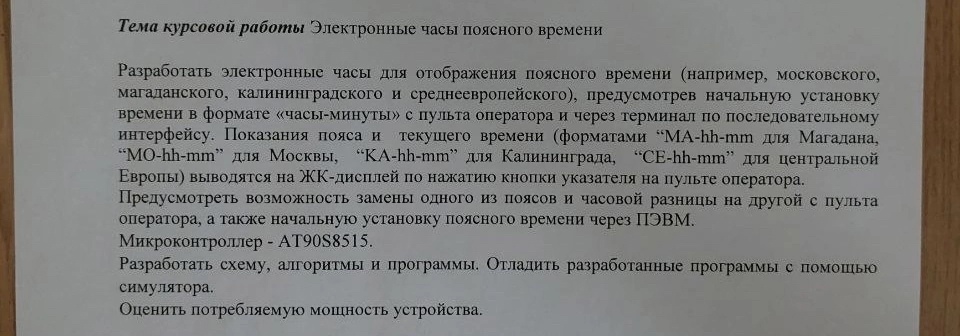 Тема курсовой работы Электронные часы поясного времени
Разработать электронные часы для отображения поясного времени (например, московского,
магаданского, калининградского и среднеевропейского), предусмотрев начальную установку
времени в формате «часы-минуты» с пульта оператора и через терминал по последовательному
интерфейсу. Показания пояса и текущего времени (форматами “MA-hh-mm для Магадана,
“MO-hh-mm” для Москвы, “KA-hh-mm” для Калининграда, “CE-hh-mm” для центральной
Европы) выводятся на ЖК-дисплей по нажатию кнопки указателя на пульте оператора.
Предусмотреть возможность замены одного из поясов и часовой разницы на другой с пульта
оператора, а также начальную установку поясного времени через ПЭВМ.
Микроконтроллер - AT90S8515.
Разработать схему, алгоритмы и программы. Отладить разработанные программы с помощью
симулятора.
Оценить потребляемую мощность устройства.